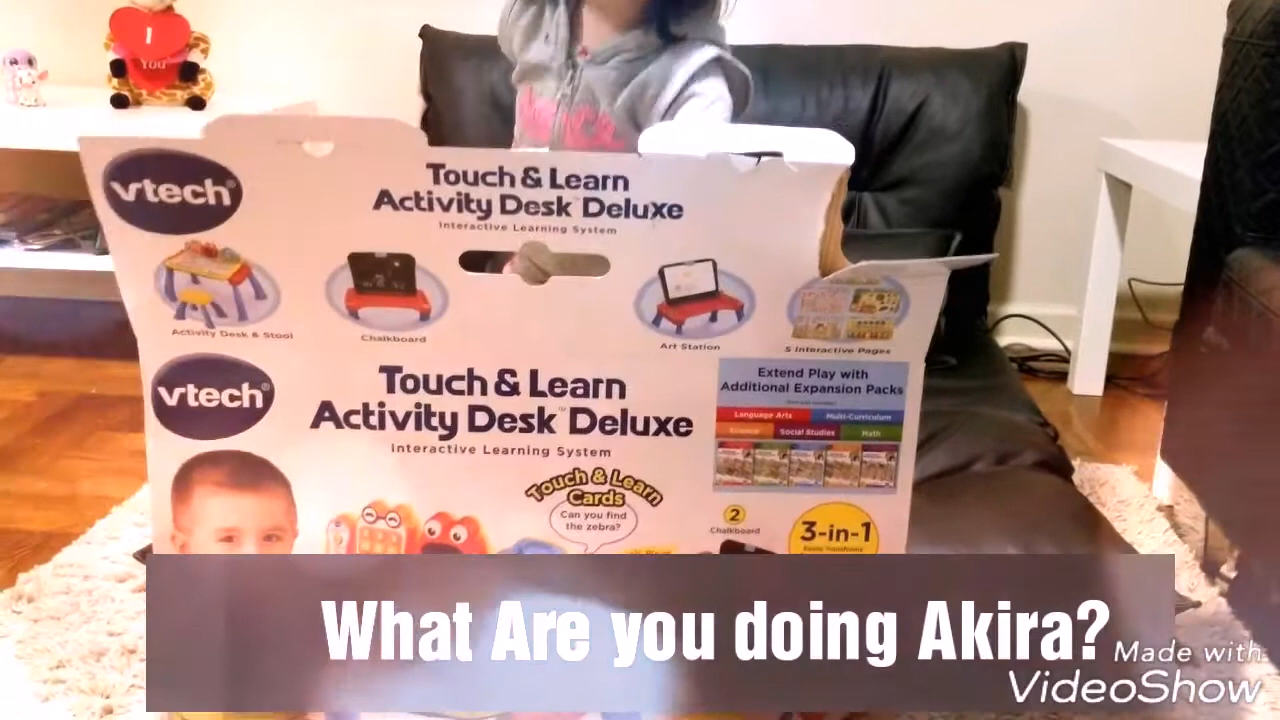 I
YOU
vtech®
Touch & Learn
Activity Desk™ Deluxe
Interactive Learning System
Activity Desk & Stool
Chalkboard
Art Station
5 Interactive Pages
vtech®
Touch & Learn
Activity Desk™ Deluxe
Interactive Learning System
Extend Play with
Additional Expansion Packs
Language Arts
Multi-Curriculum
Science
Social Studies
Math
Touch & Learn
Cards
Can you find
the zebra?
2
Chalkboard
3-in-1
What Are you doing Akira?
Made with
VideoShow